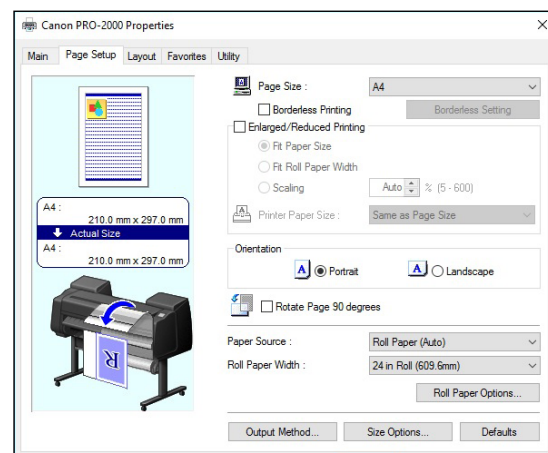 Canon PRO-2000 Properties
Main Page Setup Layout Favorites Utility
Page Size : A4
Borderless Printing Borderless Setting
Enlarged/Reduced Printing
Fit Paper Size
Fit Roll Paper Width
Scaling Auto % (5 - 600)
Printer Paper Size : Same as Page Size
A4 :
210.0 mm x 297.0 mm
Actual Size
A4 :
210.0 mm x 297.0 mm
Orientation
A Portrait A Landscape
Rotate Page 90 degrees
R
Paper Source : Roll Paper (Auto)
Roll Paper Width : 24 in Roll (609.6mm)
Roll Paper Options...
Output Method... Size Options... Defaults